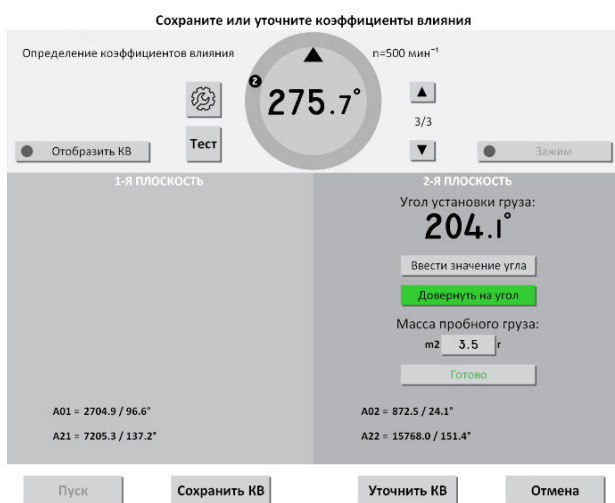 Сохраните или уточните коэффициенты влияния
Определение коэффициентов влияния
n=500 мин⁻¹
2
275.7°
3/3
Отобразить КВ
Тест
Зажим
1-Я ПЛОСКОСТЬ
2-Я ПЛОСКОСТЬ
Угол установки груза:
204.1°
Ввести значение угла
Довернуть на угол
Масса пробного груза:
m2 3.5 г
Готово
A01 = 2704.9 / 96.6°
A02 = 872.5 / 24.1°
A21 = 7205.3 / 137.2°
A22 = 15768.0 / 151.4°
Пуск
Сохранить КВ
Уточнить КВ
Отмена